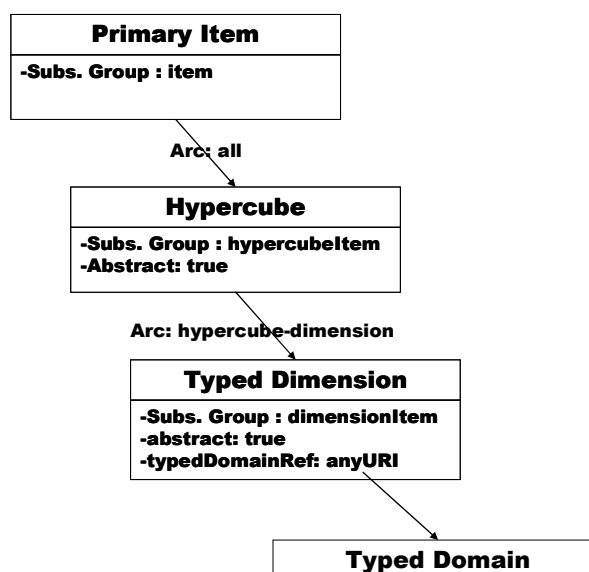 Primary Item
-Subs. Group : item
Arc: all
Hypercube
-Subs. Group : hypercubeItem
-Abstract: true
Arc: hypercube-dimension
Typed Dimension
-Subs. Group : dimensionItem
-abstract: true
-typedDomainRef: anyURI
Typed Domain